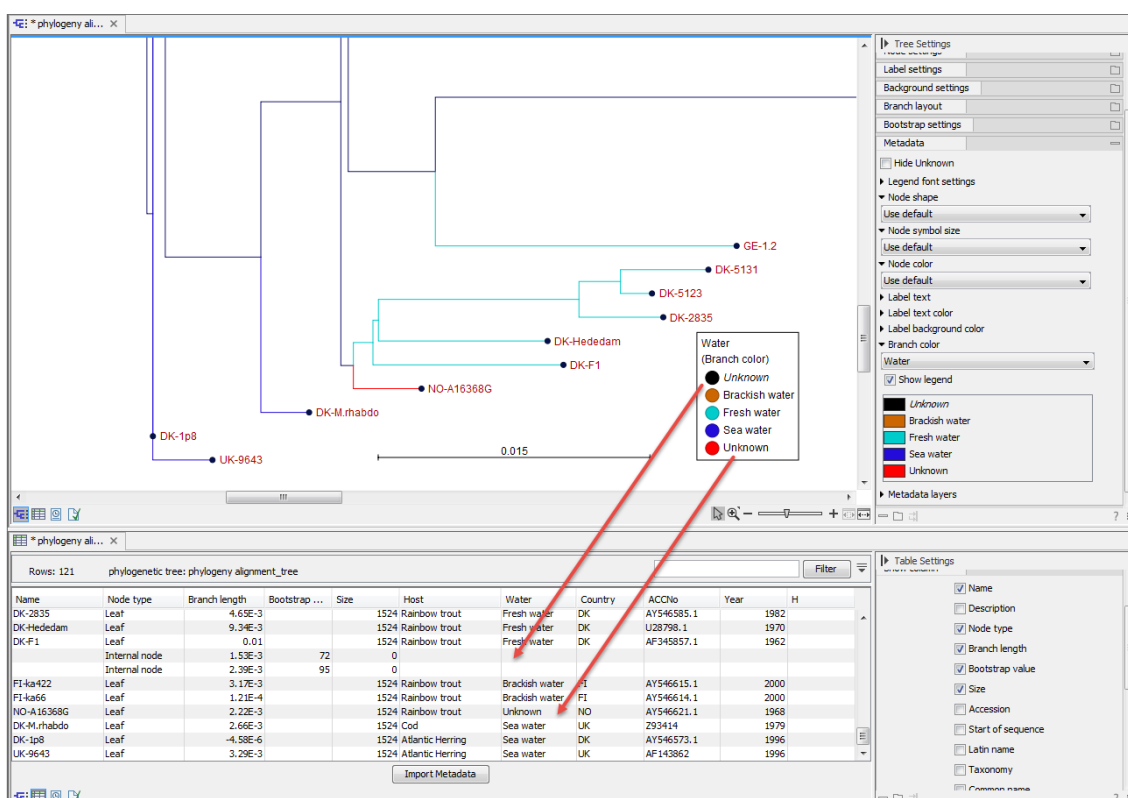 * phylogeny ali... ×
Tree Settings
Label settings
Background settings
Branch layout
Bootstrap settings
Metadata
Hide Unknown
Legend font settings
Node shape
Use default
Node symbol size
Use default
Node color
Use default
Label text
Label text color
Label background color
Branch color
Water
Show legend
Unknown
Brackish water
Fresh water
Sea water
Unknown
Metadata layers
GE-1.2
DK-5131
DK-5123
DK-2835
DK-Hededam
DK-F1
NO-A16368G
DK-M.rhabdo
DK-1p8
UK-9643
0.015
Water
(Branch color)
Unknown
Brackish water
Fresh water
Sea water
Unknown
* phylogeny ali... ×
Rows: 121 phylogenetic tree: phylogeny alignment_tree Filter
Name Node type Branch length Bootstrap ... Size Host Water Country ACCNo Year H
DK-2835 Leaf 4.65E-3 1524 Rainbow trout Fresh water DK AY546585.1 1982
DK-Hededam Leaf 9.34E-3 1524 Rainbow trout Fresh water DK U28798.1 1970
DK-F1 Leaf 0.01 1524 Rainbow trout Fresh water DK AF345857.1 1962
Internal node 1.53E-3 72 0
Internal node 2.39E-3 95 0
FI-ka422 Leaf 3.17E-3 1524 Rainbow trout Brackish water FI AY546615.1 2000
FI-ka66 Leaf 1.21E-4 1524 Rainbow trout Brackish water FI AY546614.1 2000
NO-A16368G Leaf 2.22E-3 1524 Rainbow trout Unknown NO AY546621.1 1968
DK-M.rhabdo Leaf 2.66E-3 1524 Cod Sea water UK Z93414 1979
DK-1p8 Leaf -4.58E-6 1524 Atlantic Herring Sea water DK AY546573.1 1996
UK-9643 Leaf 3.29E-3 1524 Atlantic Herring Sea water UK AF143862 1996
Import Metadata
Table Settings
Name
Description
Node type
Branch length
Bootstrap value
Size
Accession
Start of sequence
Latin name
Taxonomy
Common name